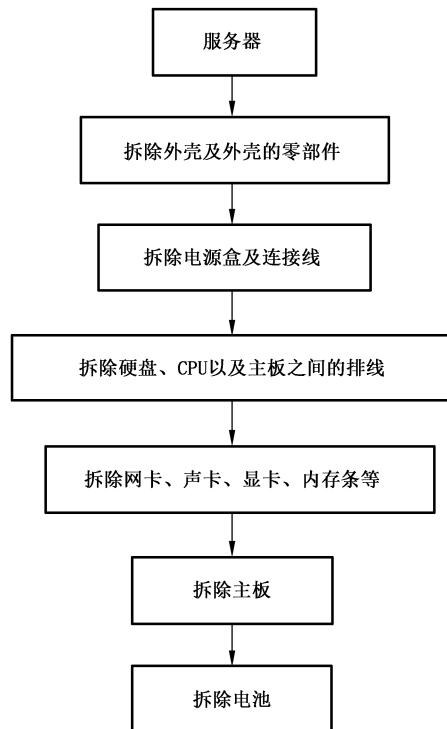 服务器
拆除外壳及外壳的零部件
拆除电源盒及连接线
拆除硬盘、CPU以及主板之间的排线
拆除网卡、声卡、显卡、内存条等
拆除主板
拆除电池